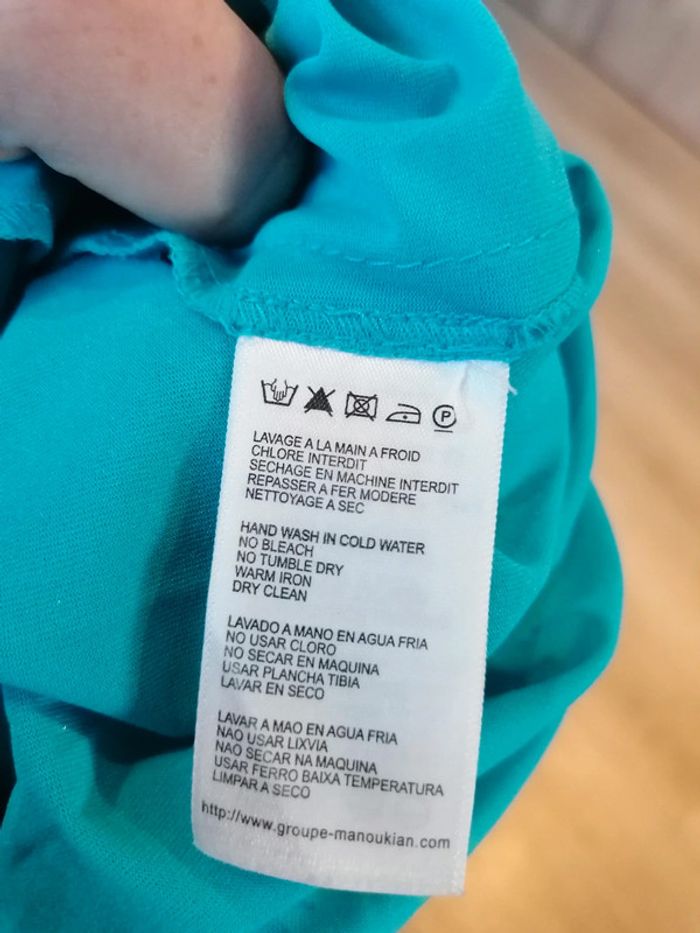 P
LAVAGE A LA MAIN A FROID
CHLORE INTERDIT
SECHAGE EN MACHINE INTERDIT
REPASSER A FER MODERE
NETTOYAGE A SEC
HAND WASH IN COLD WATER
NO BLEACH
NO TUMBLE DRY
WARM IRON
DRY CLEAN
LAVADO A MANO EN AGUA FRIA
NO USAR CLORO
NO SECAR EN MAQUINA
USAR PLANCHA TIBIA
LAVAR EN SECO
LAVAR A MAO EN AGUA FRIA
NAO USAR LIXVIA
NAO SECAR NA MAQUINA
USAR FERRO BAIXA TEMPERATURA
LIMPAR A SECO
http://www.groupe-manoukian.com